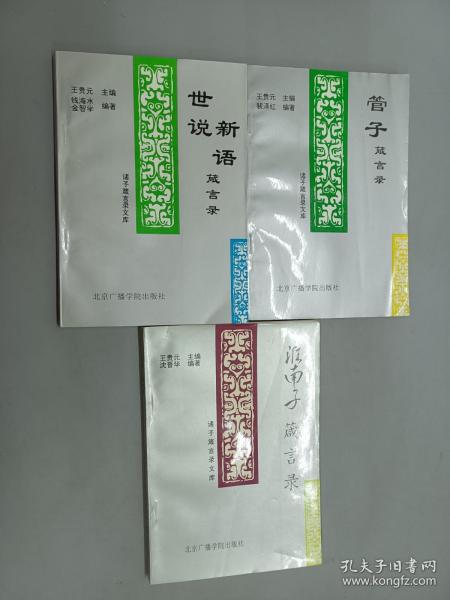 王贵元 主编
钱海水
金智学 编著
世说新语
箴言录
诸子箴言录文库
北京广播学院出版社
王贵元 主编
裴泽红 编著
管子
箴言录
诸子箴言录文库
北京广播学院出版社
王贵元 主编
沈晋华 编著
淮南子
箴言录
诸子箴言录文库
北京广播学院出版社
孔夫子旧书网
www.kongfz.com